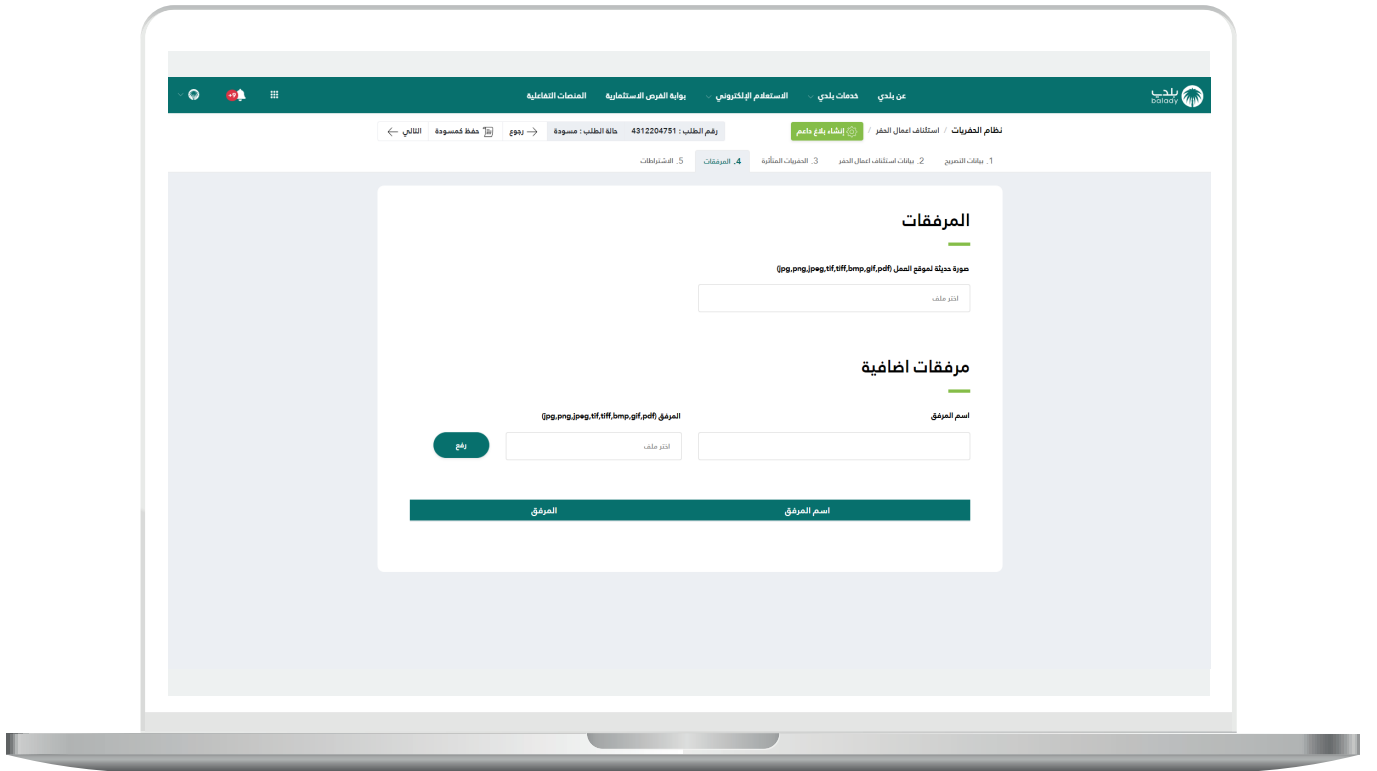 بلدي
balady
عن بلدي خدمات بلدي الاستعلام الإلكتروني بوابة الفرص الاستثمارية المنصات التفاعلية
+9
نظام الحفريات / استئناف اعمال الحفر / إنشاء بلاغ داعم رقم الطلب : 4312204751 حالة الطلب : مسودة رجوع حفظ كمسودة التالي
1. بيانات التصريح 2. بيانات استئناف اعمال الحفر 3. الحفريات المتأثرة 4. المرفقات 5. الاشتراطات
المرفقات
صورة حديثة لموقع العمل (jpg,png,jpeg,tif,tiff,bmp,gif,pdf)
اختر ملف
مرفقات اضافية
اسم المرفق المرفق (jpg,png,jpeg,tif,tiff,bmp,gif,pdf)
اختر ملف رفع
اسم المرفق المرفق